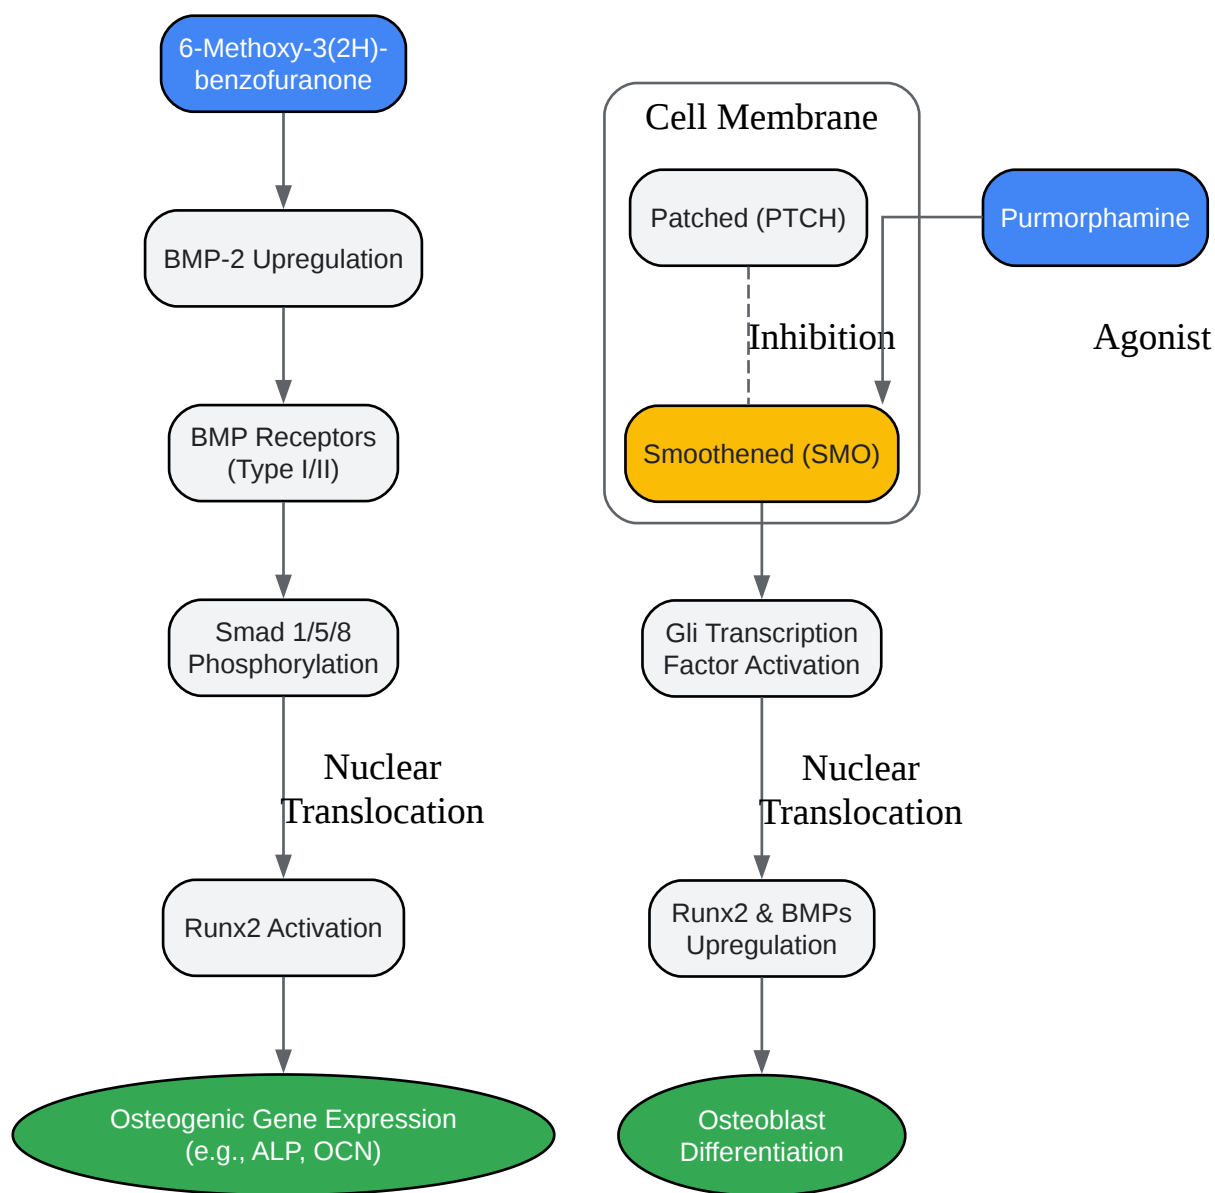 6-Methoxy-3(2H)-
benzofuranone
BMP-2 Upregulation
BMP Receptors
(Type I/II)
Smad 1/5/8
Phosphorylation
Nuclear
Translocation
Runx2 Activation
Osteogenic Gene Expression
(e.g., ALP, OCN)
Cell Membrane
Patched (PTCH)
Purmorphamine
Inhibition
Agonist
Smoothened (SMO)
Gli Transcription
Factor Activation
Nuclear
Translocation
Runx2 & BMPs
Upregulation
Osteoblast
Differentiation